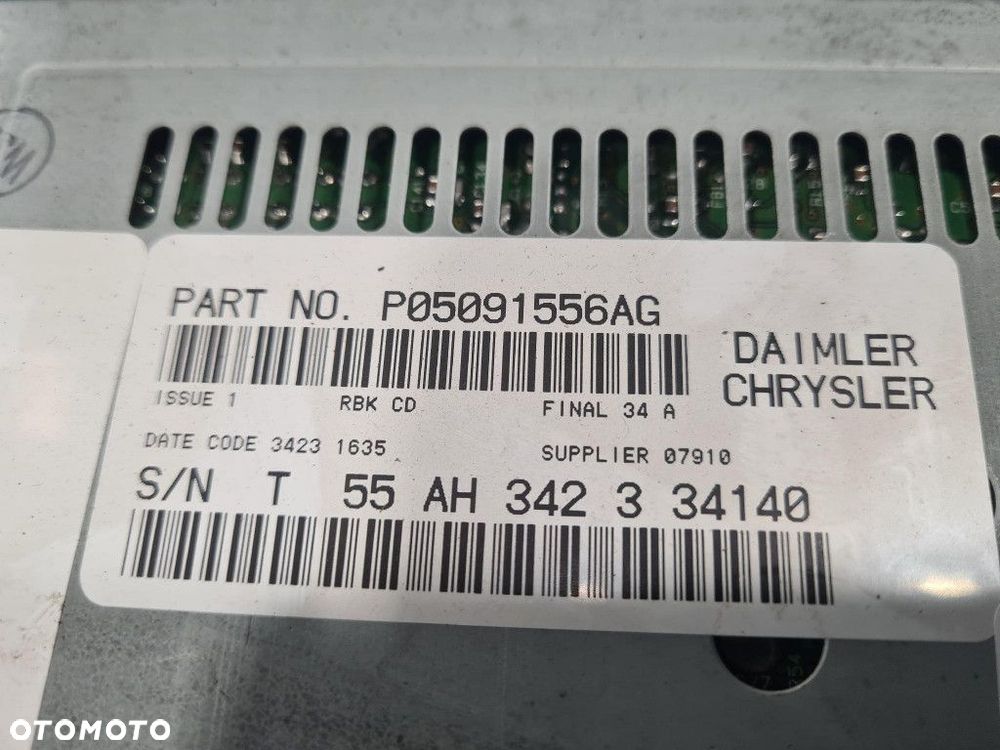 PART NO. P05091556AG
DAIMLER
CHRYSLER
ISSUE 1 RBK CD FINAL 34 A
DATE CODE 3423 1635 SUPPLIER 07910
S/N T 55 AH 342 3 34140
OTOMOTO